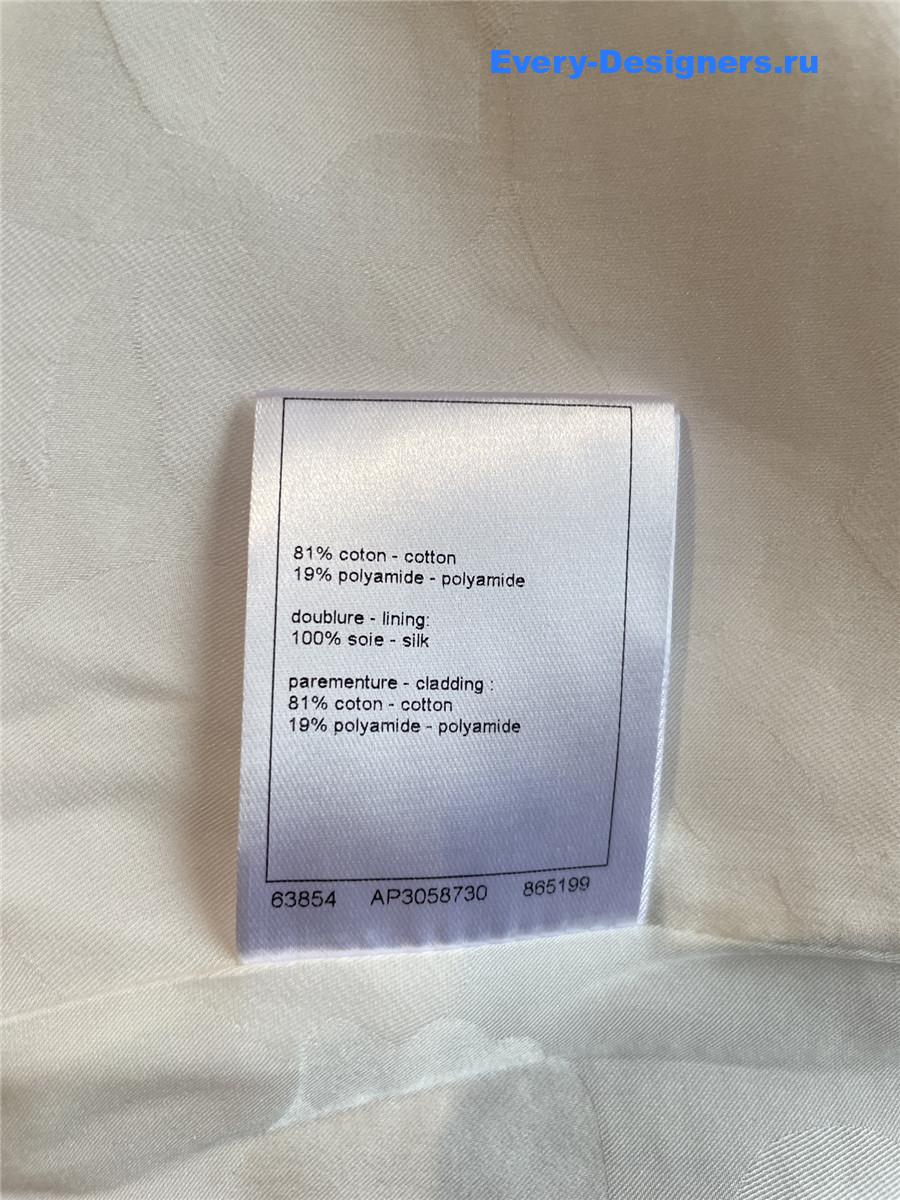 Every-Designers.ru
81% coton - cotton
19% polyamide - polyamide
doublure - lining:
100% soie - silk
parementure - cladding :
81% coton - cotton
19% polyamide - polyamide
63854 AP3058730 865199